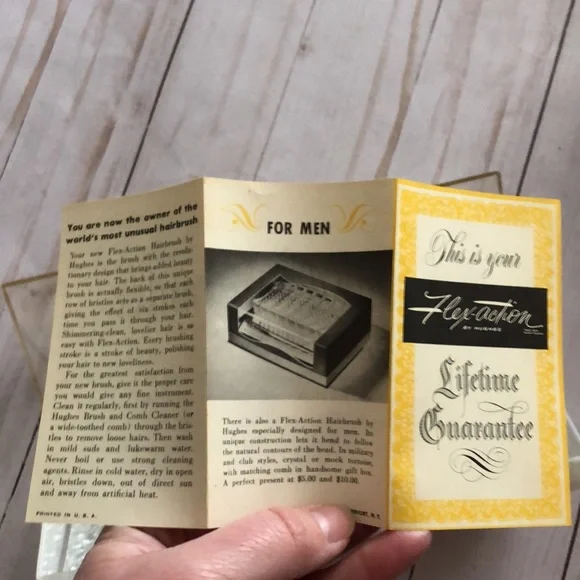 You are now the owner of the
world's most unusual hairbrush
Your new Flex-Action Hairbrush by
Hughes is the brush with the revolu-
tionary design that brings added beauty
to your hair. The back of this unique
brush is actually flexible, so that each
row of bristles acts as a separate brush,
giving the effect of six strokes each
time you pass it through your hair.
Shimmering-clean, lovelier hair is so
easy with Flex-Action. Every brushing
stroke is a stroke of beauty, polishing
your hair to new loveliness.
For the greatest satisfaction from
your new brush, give it the proper care
you would give any fine instrument.
Clean it regularly, first by running the
Hughes Brush and Comb Cleaner (or
a wide-toothed comb) through the bris-
tles to remove loose hairs. Then wash
in mild suds and lukewarm water.
Never boil or use strong cleaning
agents. Rinse in cold water, dry in open
air, bristles down, out of direct sun
and away from artificial heat.
PRINTED IN U. S. A.
FOR MEN
There is also a Flex-Action Hairbrush by
Hughes especially designed for men. Its
unique construction lets it bend to follow
the natural contours of the head. In military
and club styles, crystal or mock tortoise,
with matching comb in handsome gift box.
A perfect present at $5.00 and $10.00.
N.Y.
This is your
Flex-action
BY HUGHES
Lifetime
Guarantee